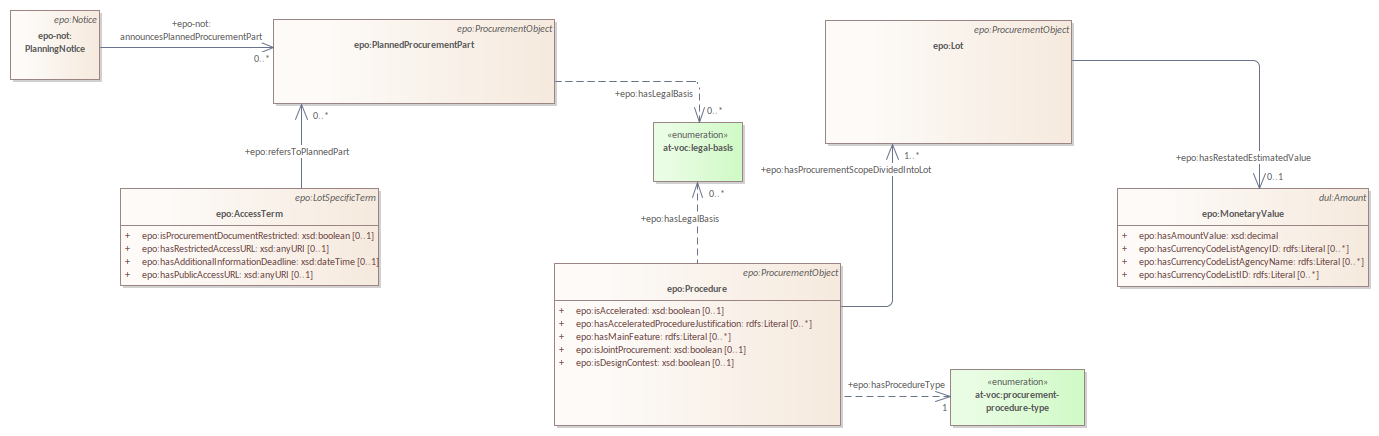 epo:Notice
epo-not:
PlanningNotice
+epo-not:
announcesPlannedProcurementPart
0..*
epo:ProcurementObject
epo:PlannedProcurementPart
+epo:hasLegalBasis
0..*
«enumeration»
at-voc:legal-basis
0..*
+epo:hasLegalBasis
0..*
+epo:refersToPlannedPart
epo:LotSpecificTerm
epo:AccessTerm
+ epo:isProcurementDocumentRestricted: xsd:boolean [0..1]
+ epo:hasRestrictedAccessURL: xsd:anyURI [0..1]
+ epo:hasAdditionalInformationDeadline: xsd:dateTime [0..1]
+ epo:hasPublicAccessURL: xsd:anyURI [0..1]
epo:ProcurementObject
epo:Lot
1..*
+epo:hasProcurementScopeDividedIntoLot
+epo:hasRestatedEstimatedValue
0..1
dul:Amount
epo:MonetaryValue
+ epo:hasAmountValue: xsd:decimal
+ epo:hasCurrencyCodeListAgencyID: rdfs:Literal [0..*]
+ epo:hasCurrencyCodeListAgencyName: rdfs:Literal [0..*]
+ epo:hasCurrencyCodeListID: rdfs:Literal [0..*]
epo:ProcurementObject
epo:Procedure
+ epo:isAccelerated: xsd:boolean [0..1]
+ epo:hasAcceleratedProcedureJustification: rdfs:Literal [0..*]
+ epo:hasMainFeature: rdfs:Literal [0..*]
+ epo:isJointProcurement: xsd:boolean [0..1]
+ epo:isDesignContest: xsd:boolean [0..1]
+epo:hasProcedureType
1
«enumeration»
at-voc:procurement-
procedure-type